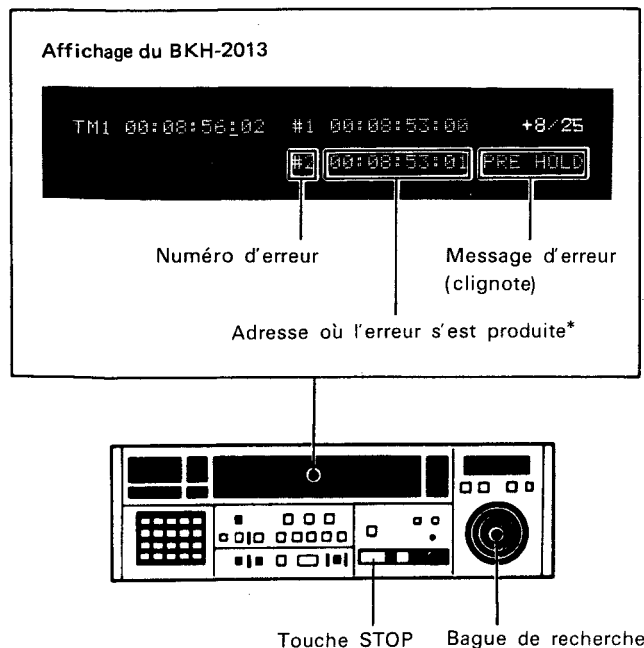 Affichage du BKH-2013
TM1 00:08:56:02 #1 00:08:53:00 +8/25
#2 00:08:53:01 PRE HOLD
Numéro d'erreur
Message d'erreur
(clignote)
Adresse où l'erreur s'est produite*
Touche STOP
Bague de recherche